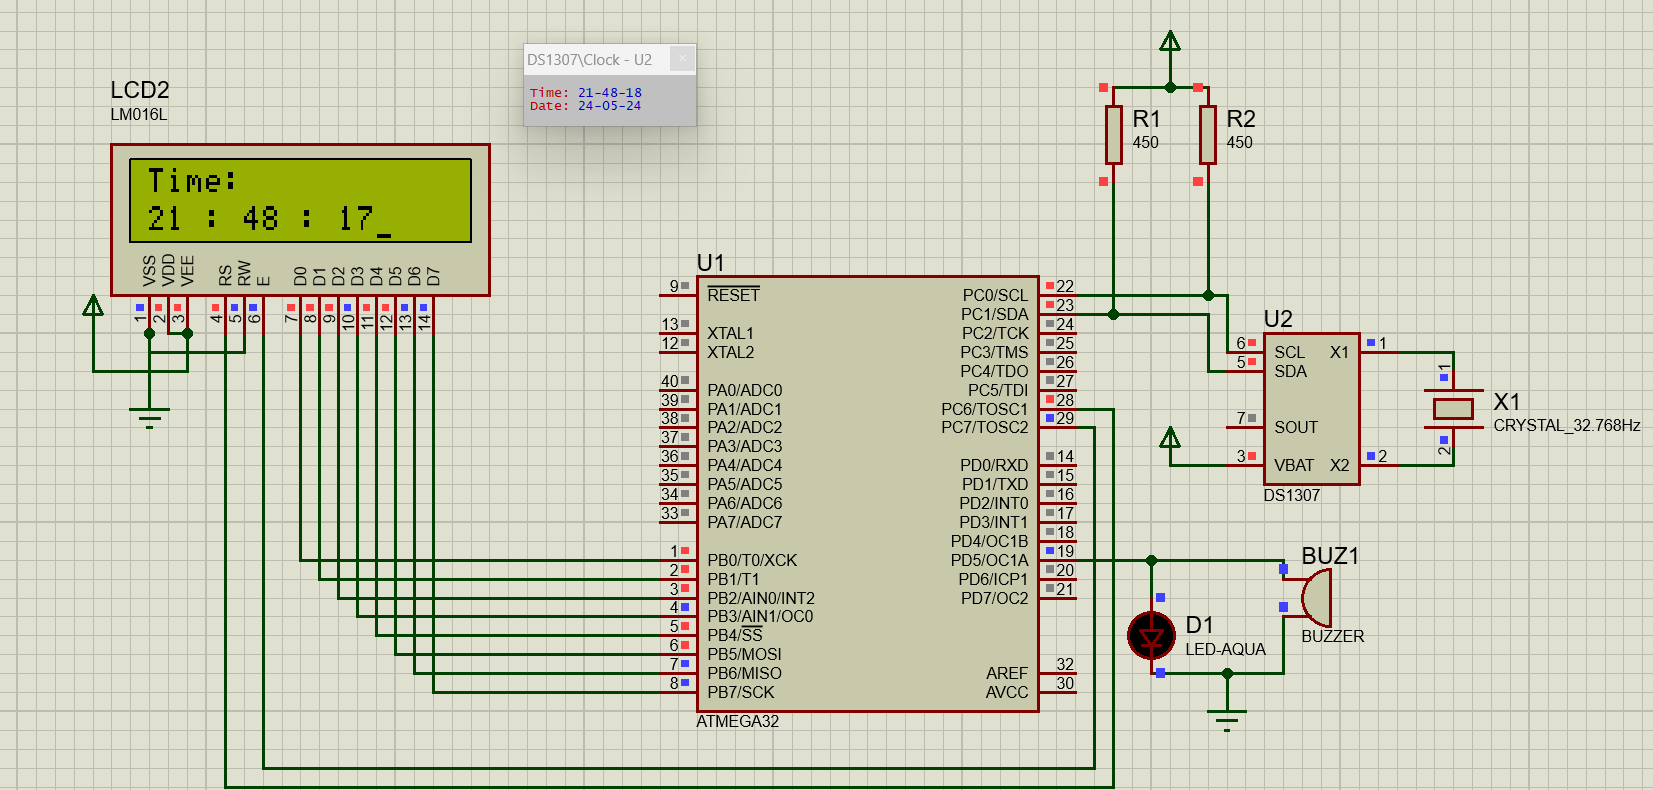 DS1307\Clock - U2
Time: 21-48-18
Date: 24-05-24
LCD2
LM016L
Time:
21 : 48 : 17_
VSS
VDD
VEE
RS
RW
E
D0
D1
D2
D3
D4
D5
D6
D7
1
2
3
4
5
6
7
8
9
10
11
12
13
14
R1
450
R2
450
U1
9 RESET
13 XTAL1
12 XTAL2
40 PA0/ADC0
39 PA1/ADC1
38 PA2/ADC2
37 PA3/ADC3
36 PA4/ADC4
35 PA5/ADC5
34 PA6/ADC6
33 PA7/ADC7
1 PB0/T0/XCK
2 PB1/T1
3 PB2/AIN0/INT2
4 PB3/AIN1/OC0
5 PB4/SS
6 PB5/MOSI
7 PB6/MISO
8 PB7/SCK
PC0/SCL 22
PC1/SDA 23
PC2/TCK 24
PC3/TMS 25
PC4/TDO 26
PC5/TDI 27
PC6/TOSC1 28
PC7/TOSC2 29
PD0/RXD 14
PD1/TXD 15
PD2/INT0 16
PD3/INT1 17
PD4/OC1B 18
PD5/OC1A 19
PD6/ICP1 20
PD7/OC2 21
AREF 32
AVCC 30
ATMEGA32
U2
6 SCL
5 SDA
7 SOUT
3 VBAT
X1 1
X2 2
DS1307
1
2
X1
CRYSTAL_32.768Hz
BUZ1
BUZZER
D1
LED-AQUA